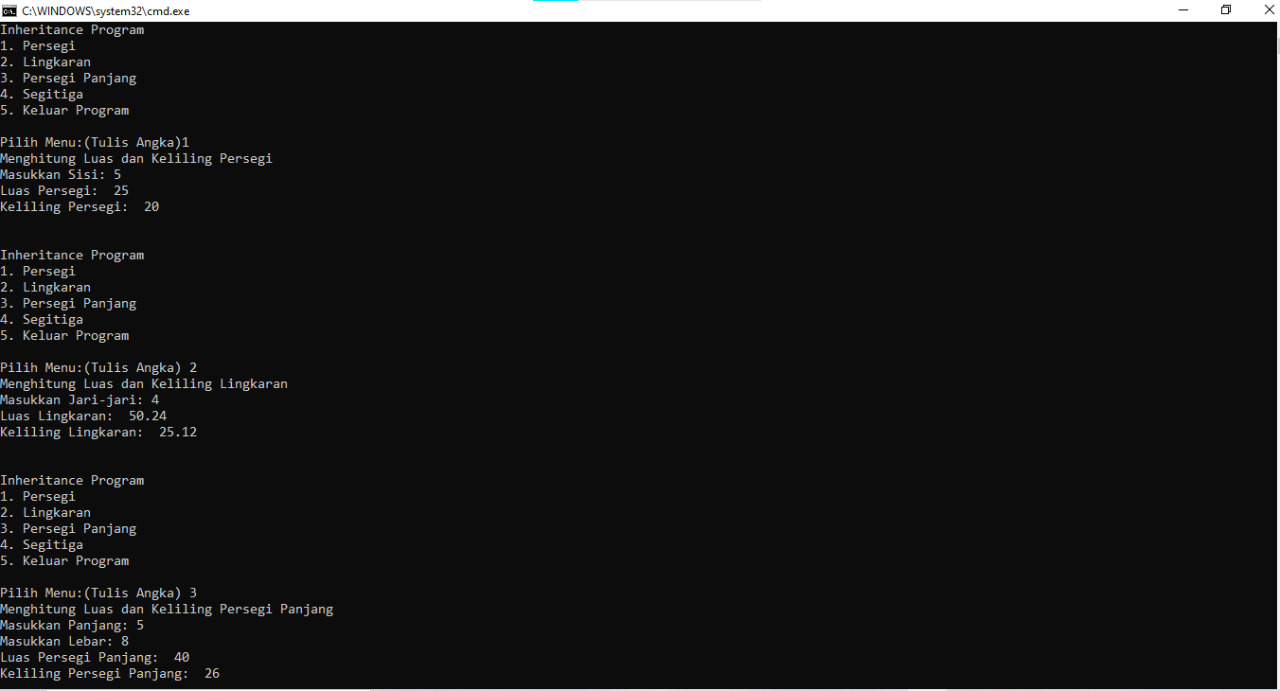 C:\WINDOWS\system32\cmd.exe
Inheritance Program
1. Persegi
2. Lingkaran
3. Persegi Panjang
4. Segitiga
5. Keluar Program
Pilih Menu:(Tulis Angka)1
Menghitung Luas dan Keliling Persegi
Masukkan Sisi: 5
Luas Persegi:  25
Keliling Persegi:  20
Inheritance Program
1. Persegi
2. Lingkaran
3. Persegi Panjang
4. Segitiga
5. Keluar Program
Pilih Menu:(Tulis Angka) 2
Menghitung Luas dan Keliling Lingkaran
Masukkan Jari-jari: 4
Luas Lingkaran:  50.24
Keliling Lingkaran:  25.12
Inheritance Program
1. Persegi
2. Lingkaran
3. Persegi Panjang
4. Segitiga
5. Keluar Program
Pilih Menu:(Tulis Angka) 3
Menghitung Luas dan Keliling Persegi Panjang
Masukkan Panjang: 5
Masukkan Lebar: 8
Luas Persegi Panjang:  40
Keliling Persegi Panjang:  26